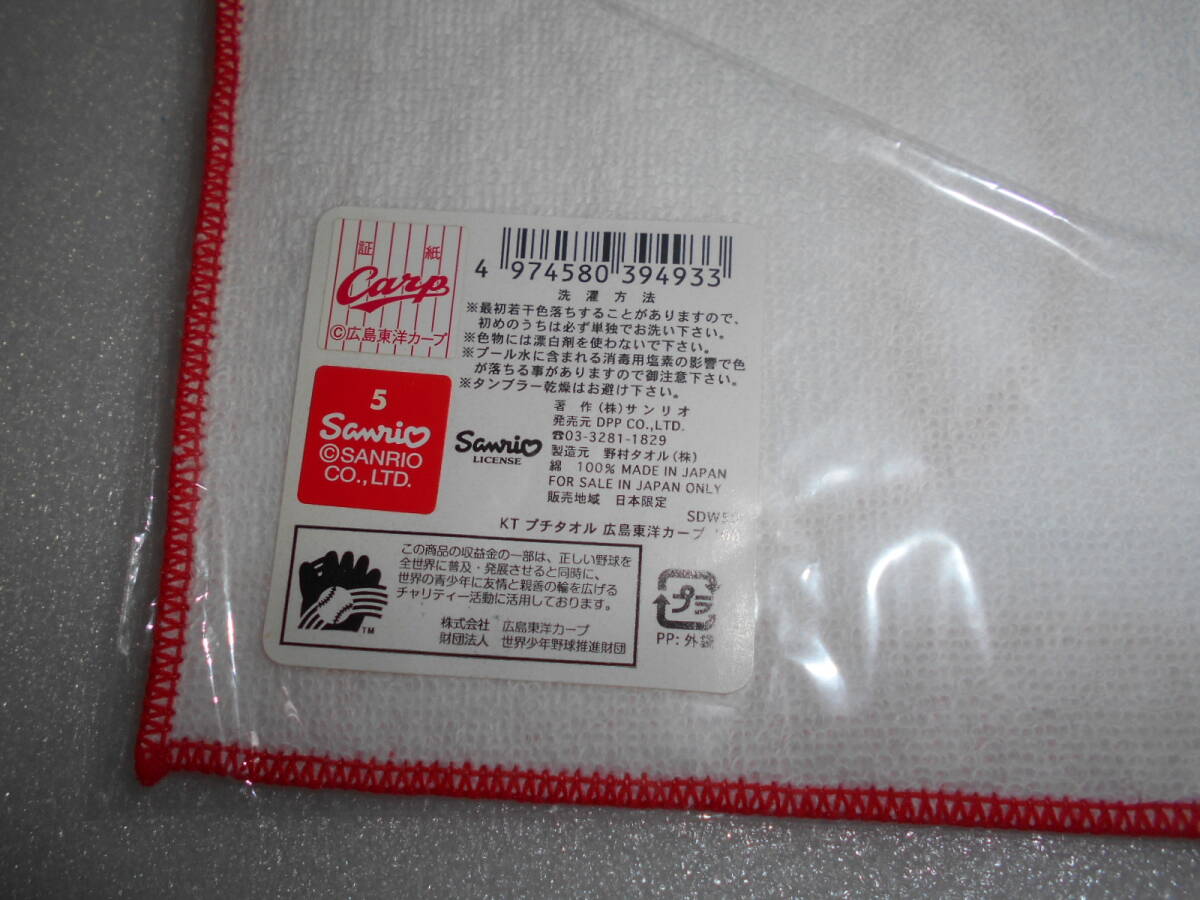 証 紙
Carp
©広島東洋カープ
5
Sanrio
©SANRIO
CO.,LTD.
4 974580 394933
洗濯方法
※最初若干色落ちすることがありますので、
初めのうちは必ず単独でお洗い下さい。
※色物には漂白剤を使わないで下さい。
※プール水に含まれる消毒用塩素の影響で色
が落ちる事がありますので御注意下さい。
※タンブラー乾燥はお避け下さい。
Sanrio
LICENSE
著 作 (株)サンリオ
発売元 DPP CO.,LTD.
☎03-3281-1829
製造元 野村タオル(株)
綿 100% MADE IN JAPAN
FOR SALE IN JAPAN ONLY
販売地域 日本限定
KT プチタオル 広島東洋カープ
この商品の収益金の一部は、正しい野球を
全世界に普及・発展させると同時に、
世界の青少年に友情と親善の輪を広げる
チャリティー活動に活用しております。
株式会社 広島東洋カープ
財団法人 世界少年野球推進財団
TM
プラ
PP:外袋